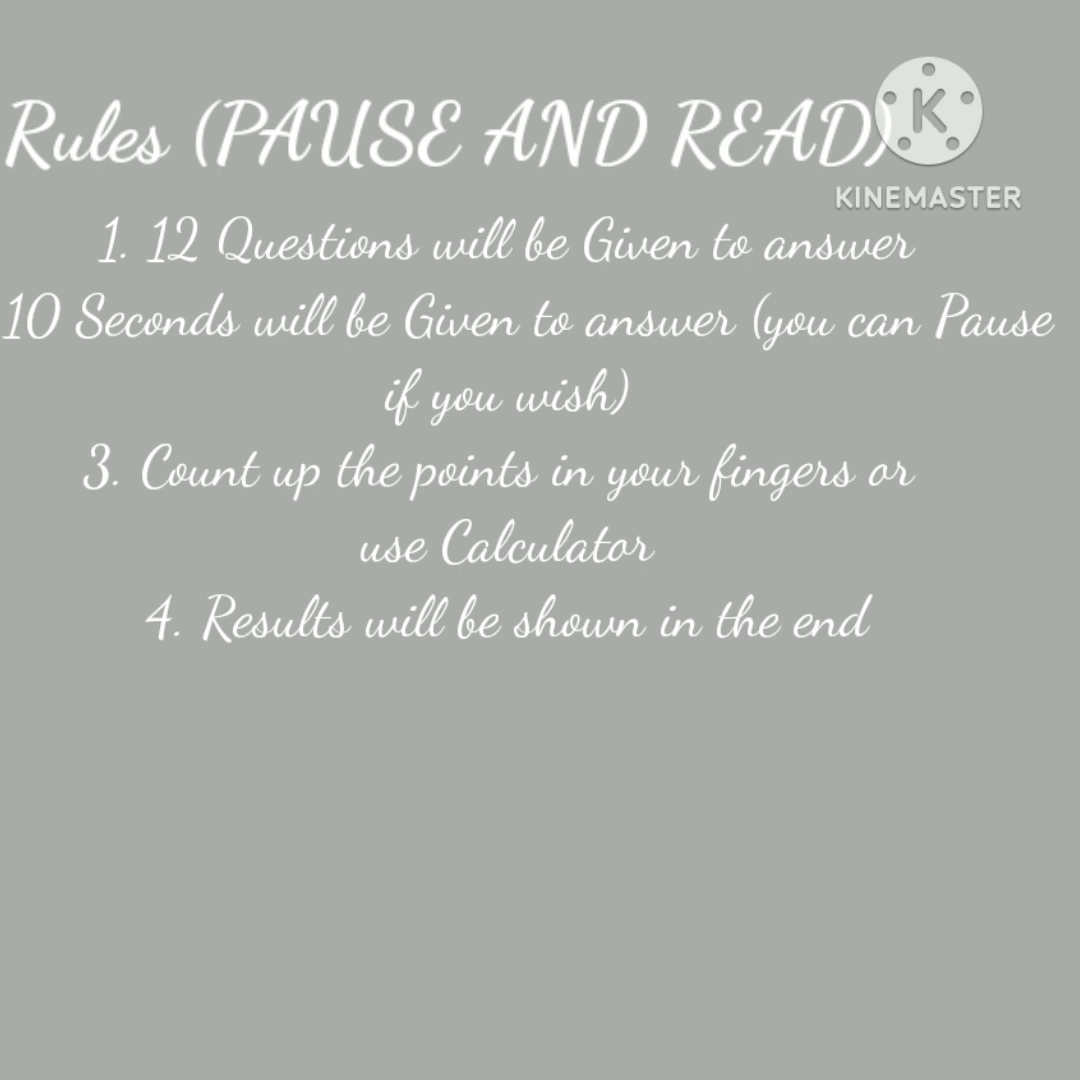 Rules (PAUSE AND READ)
K
KINEMASTER
1. 12 Questions will be Given to answer
10 Seconds will be Given to answer (you can Pause
if you wish)
3. Count up the points in your fingers or
use Calculator
4. Results will be shown in the end